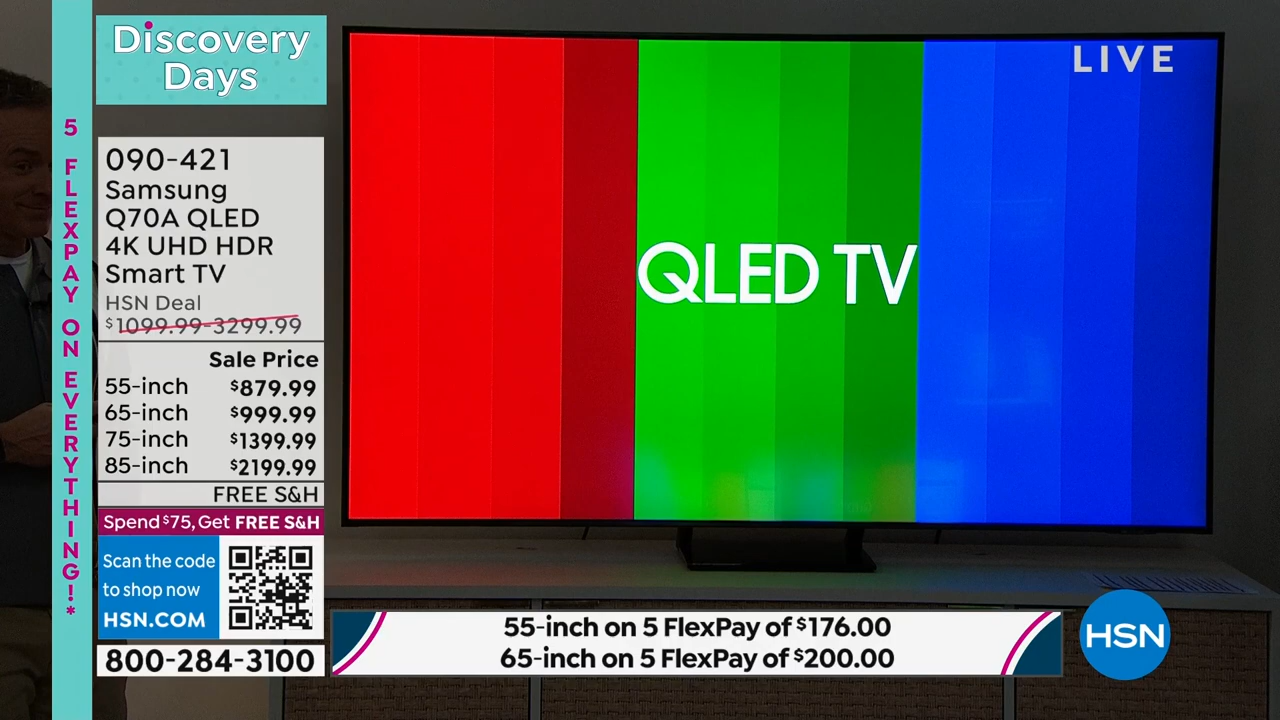 Discovery
Days
5 FLEXPAY ON EVERYTHING!*
090-421
Samsung
Q70A QLED
4K UHD HDR
Smart TV
HSN Deal
$1099.99-3299.99
Sale Price
55-inch $879.99
65-inch $999.99
75-inch $1399.99
85-inch $2199.99
FREE S&H
Spend $75, Get FREE S&H
Scan the code
to shop now
HSN.COM
800-284-3100
LIVE
QLED TV
55-inch on 5 FlexPay of $176.00
65-inch on 5 FlexPay of $200.00
HSN